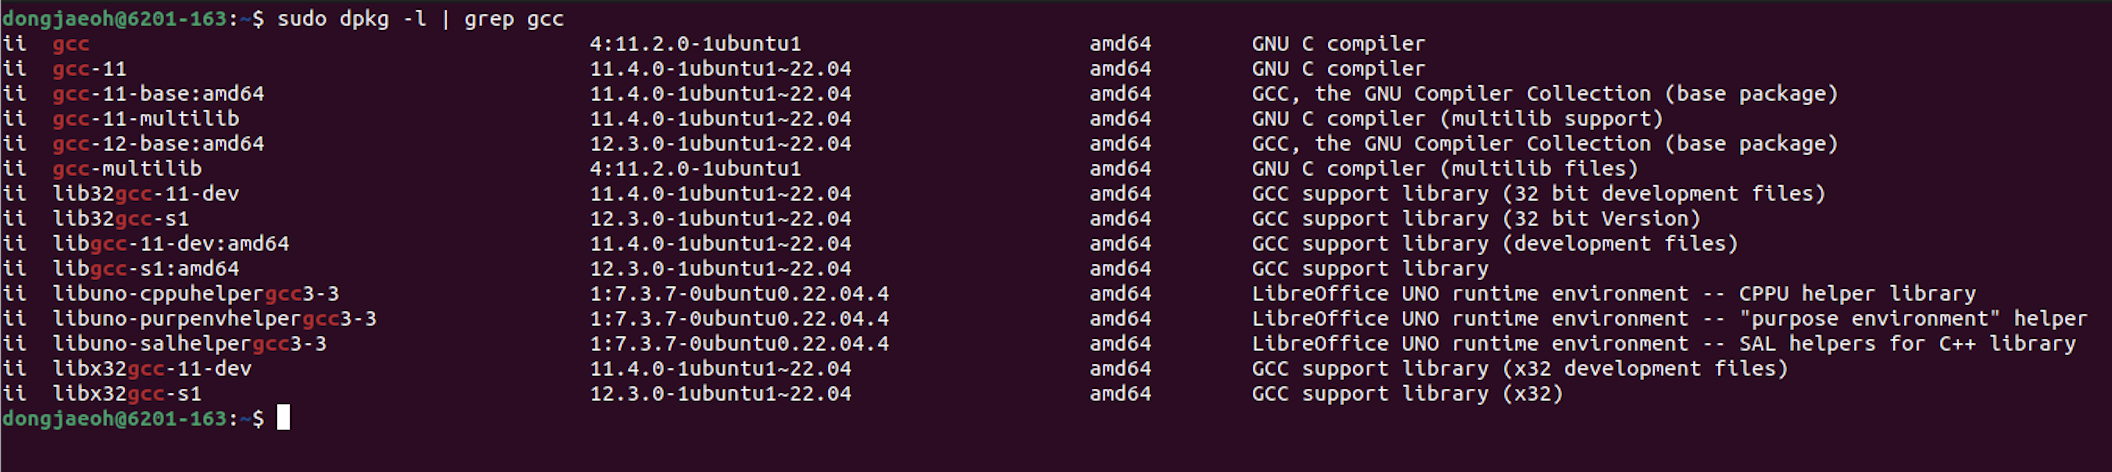 dongjaeoh@6201-163:~$ sudo dpkg -l | grep gcc
ii  gcc                                        4:11.2.0-1ubuntu1                       amd64        GNU C compiler
ii  gcc-11                                     11.4.0-1ubuntu1~22.04                   amd64        GNU C compiler
ii  gcc-11-base:amd64                          11.4.0-1ubuntu1~22.04                   amd64        GCC, the GNU Compiler Collection (base package)
ii  gcc-11-multilib                            11.4.0-1ubuntu1~22.04                   amd64        GNU C compiler (multilib support)
ii  gcc-12-base:amd64                          12.3.0-1ubuntu1~22.04                   amd64        GCC, the GNU Compiler Collection (base package)
ii  gcc-multilib                               4:11.2.0-1ubuntu1                       amd64        GNU C compiler (multilib files)
ii  lib32gcc-11-dev                            11.4.0-1ubuntu1~22.04                   amd64        GCC support library (32 bit development files)
ii  lib32gcc-s1                                12.3.0-1ubuntu1~22.04                   amd64        GCC support library (32 bit Version)
ii  libgcc-11-dev:amd64                        11.4.0-1ubuntu1~22.04                   amd64        GCC support library (development files)
ii  libgcc-s1:amd64                            12.3.0-1ubuntu1~22.04                   amd64        GCC support library
ii  libuno-cppuhelpergcc3-3                    1:7.3.7-0ubuntu0.22.04.4                amd64        LibreOffice UNO runtime environment -- CPPU helper library
ii  libuno-purpenvhelpergcc3-3                 1:7.3.7-0ubuntu0.22.04.4                amd64        LibreOffice UNO runtime environment -- "purpose environment" helper
ii  libuno-salhelpergcc3-3                     1:7.3.7-0ubuntu0.22.04.4                amd64        LibreOffice UNO runtime environment -- SAL helpers for C++ library
ii  libx32gcc-11-dev                           11.4.0-1ubuntu1~22.04                   amd64        GCC support library (x32 development files)
ii  libx32gcc-s1                               12.3.0-1ubuntu1~22.04                   amd64        GCC support library (x32)
dongjaeoh@6201-163:~$